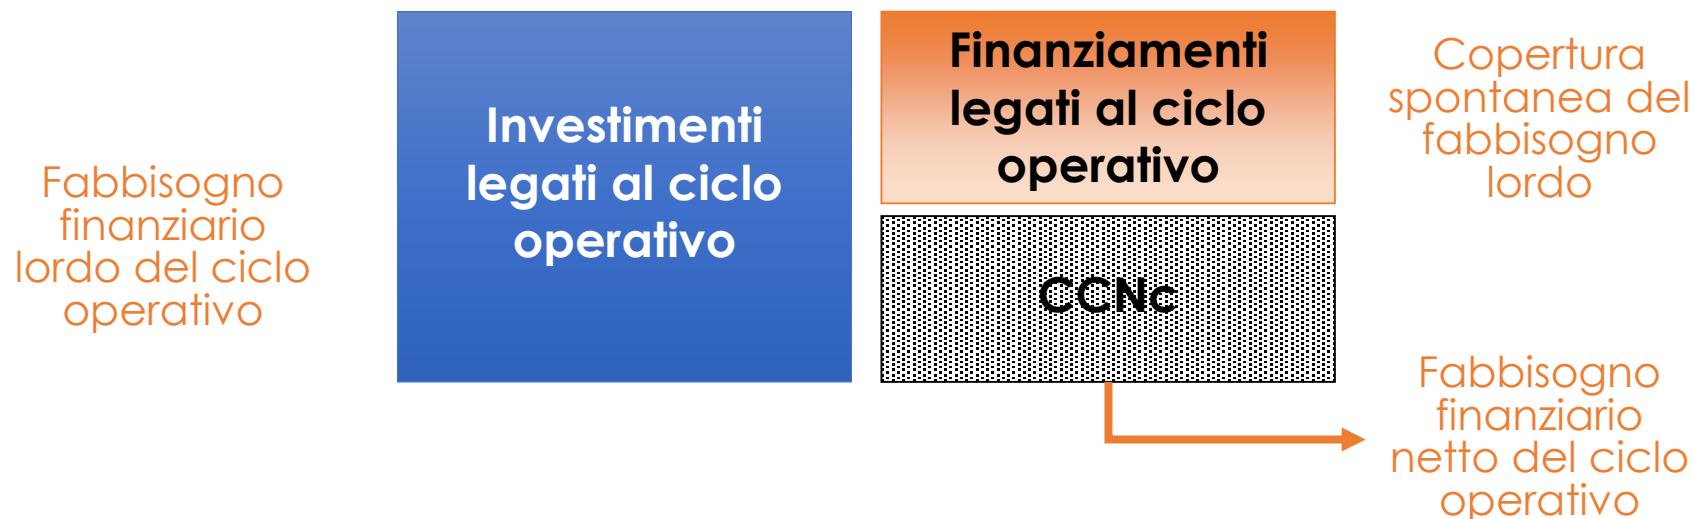 Fabbisogno
finanziario
lordo del ciclo
operativo
Investimenti
legati al ciclo
operativo
Finanziamenti
legati al ciclo
operativo
CCNc
Copertura
spontanea del
fabbisogno
lordo
Fabbisogno
finanziario
netto del ciclo
operativo